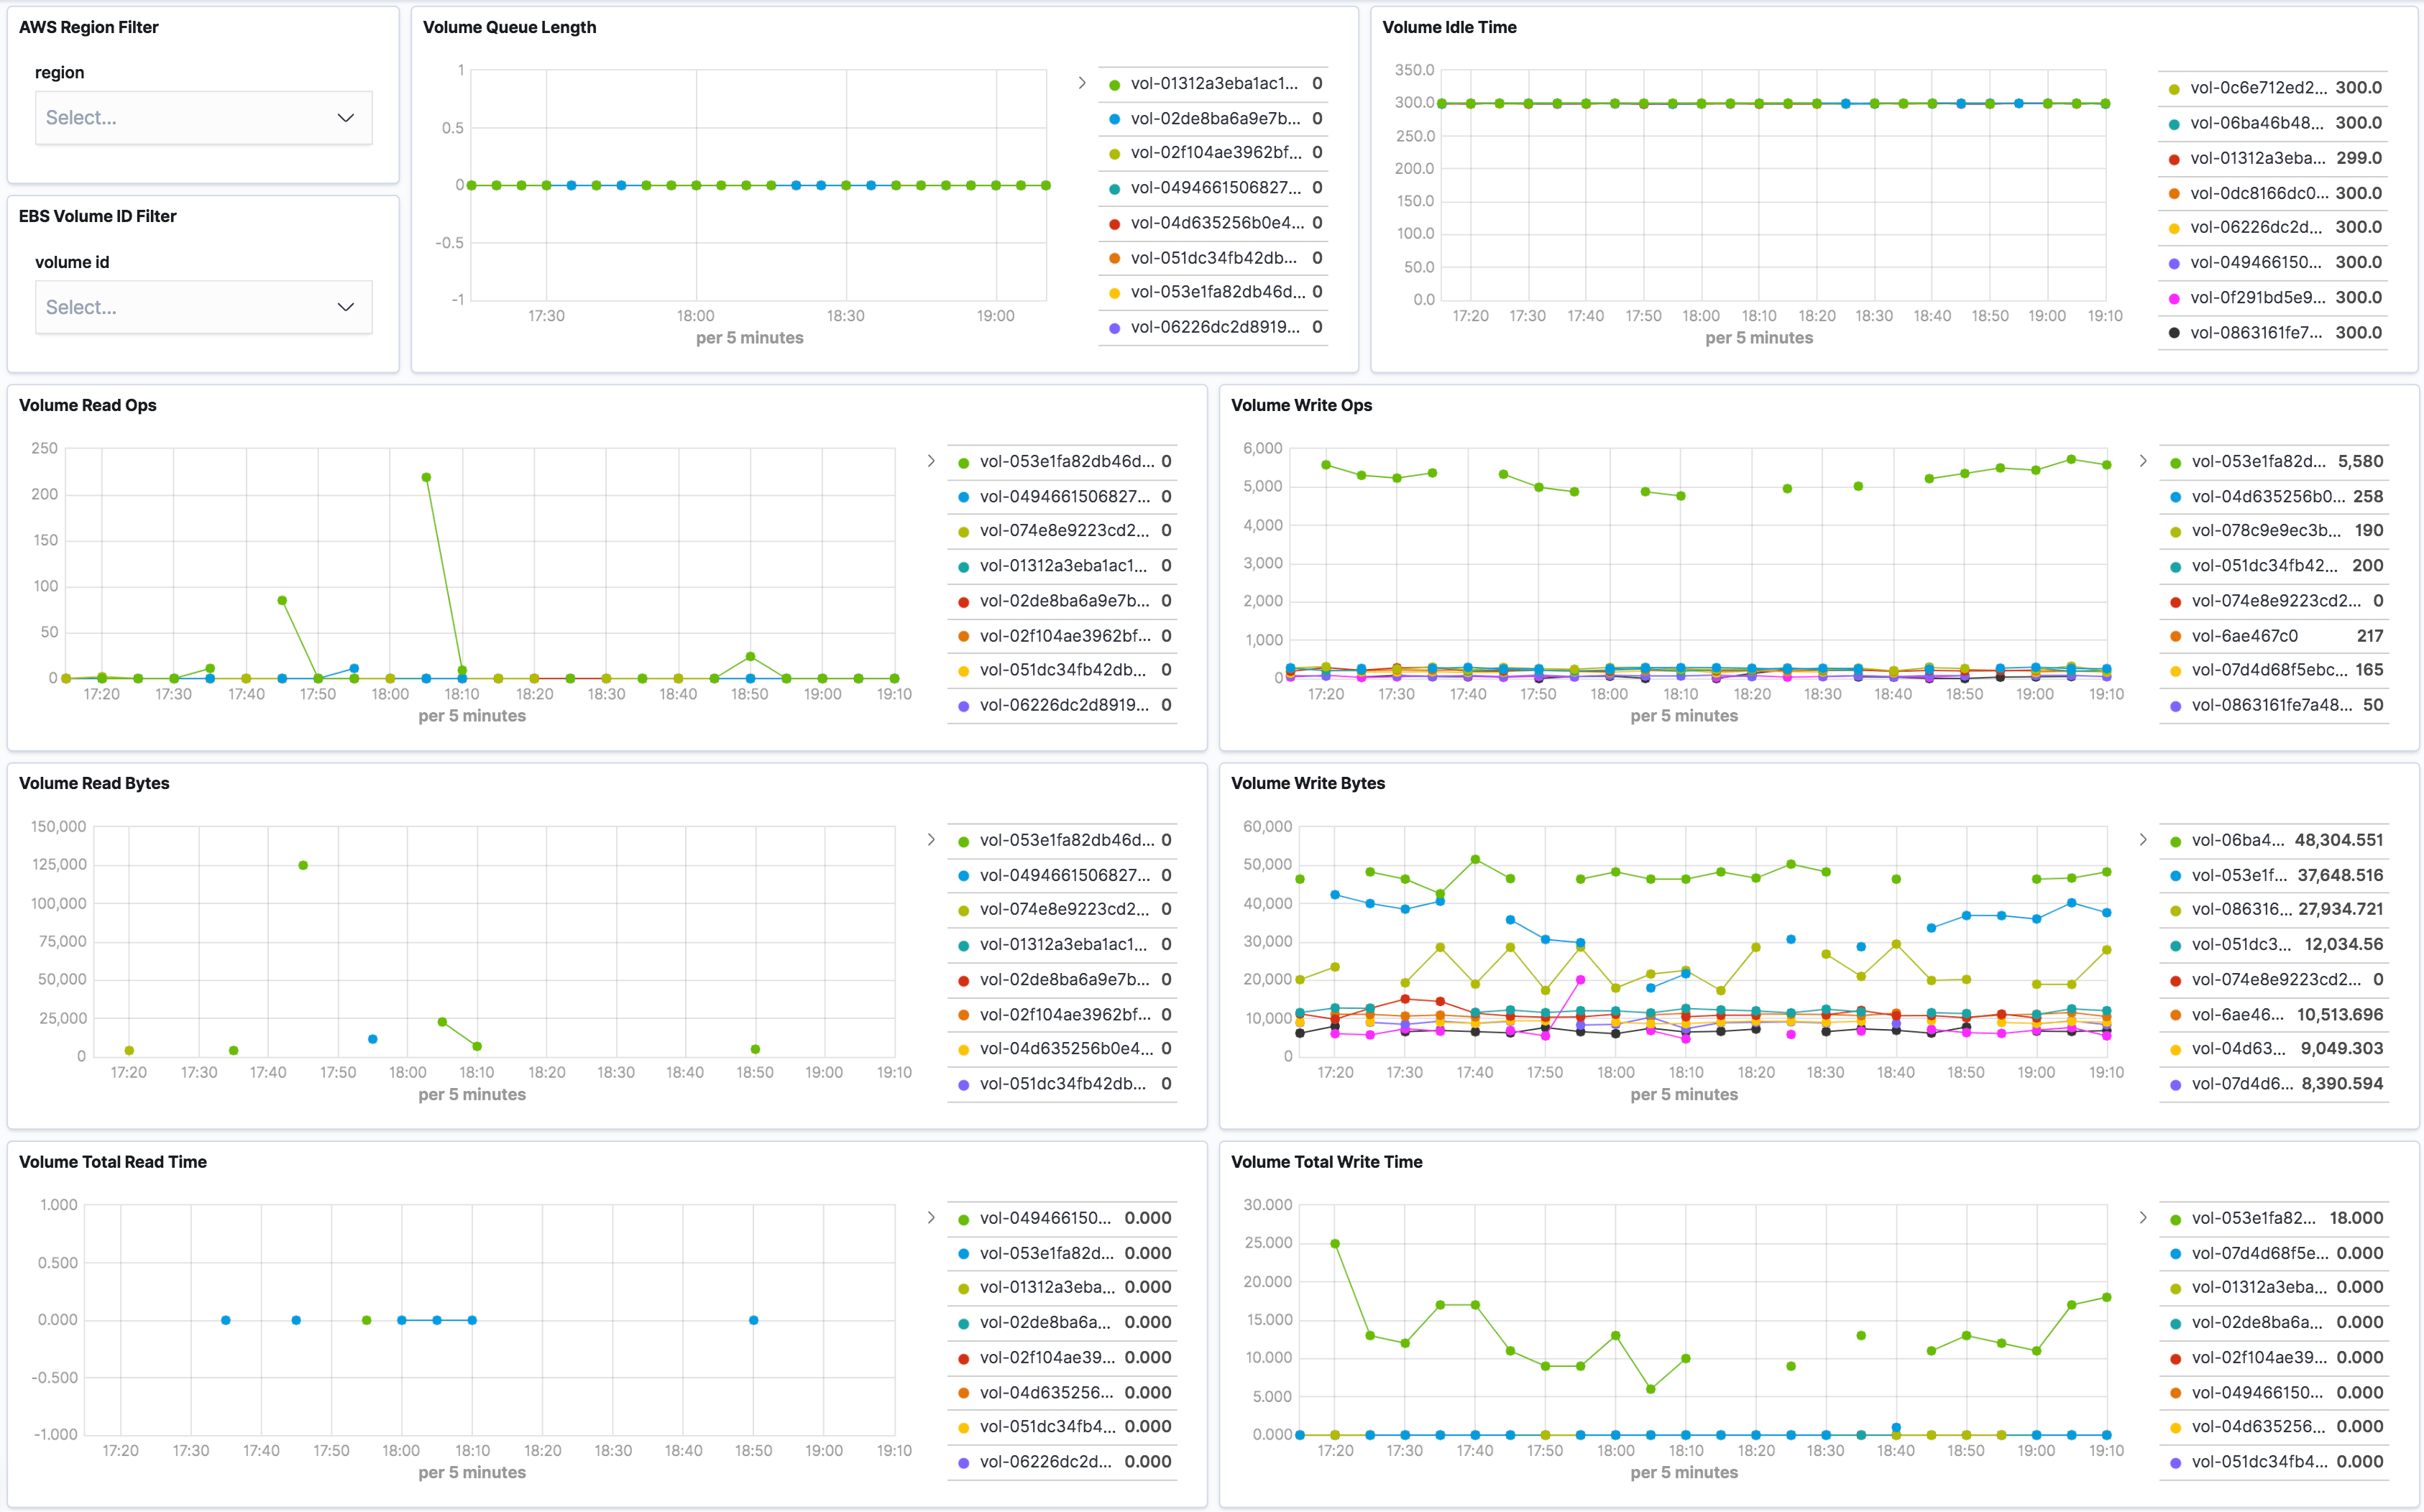 AWS Region Filter
region
Select...
EBS Volume ID Filter
volume id
Select...
Volume Queue Length
1
0.5
0
-0.5
-1
17:30 18:00 18:30 19:00
per 5 minutes
vol-01312a3eba1ac1... 0
vol-02de8ba6a9e7b... 0
vol-02f104ae3962bf... 0
vol-0494661506827... 0
vol-04d635256b0e4... 0
vol-051dc34fb42db... 0
vol-053e1fa82db46d... 0
vol-06226dc2d8919... 0
Volume Idle Time
350.0
300.0
250.0
200.0
150.0
100.0
50.0
0.0
17:20 17:30 17:40 17:50 18:00 18:10 18:20 18:30 18:40 18:50 19:00 19:10
per 5 minutes
vol-0c6e712ed2... 300.0
vol-06ba46b48... 300.0
vol-01312a3eba... 299.0
vol-0dc8166dc0... 300.0
vol-06226dc2d... 300.0
vol-049466150... 300.0
vol-0f291bd5e9... 300.0
vol-0863161fe7... 300.0
Volume Read Ops
250
200
150
100
50
0
17:20 17:30 17:40 17:50 18:00 18:10 18:20 18:30 18:40 18:50 19:00 19:10
per 5 minutes
vol-053e1fa82db46d... 0
vol-0494661506827... 0
vol-074e8e9223cd2... 0
vol-01312a3eba1ac1... 0
vol-02de8ba6a9e7b... 0
vol-02f104ae3962bf... 0
vol-051dc34fb42db... 0
vol-06226dc2d8919... 0
Volume Write Ops
6,000
5,000
4,000
3,000
2,000
1,000
0
17:20 17:30 17:40 17:50 18:00 18:10 18:20 18:30 18:40 18:50 19:00 19:10
per 5 minutes
vol-053e1fa82d... 5,580
vol-04d635256b0... 258
vol-078c9e9ec3b... 190
vol-051dc34fb42... 200
vol-074e8e9223cd2... 0
vol-6ae467c0 217
vol-07d4d68f5ebc... 165
vol-0863161fe7a48... 50
Volume Read Bytes
150,000
125,000
100,000
75,000
50,000
25,000
0
17:20 17:30 17:40 17:50 18:00 18:10 18:20 18:30 18:40 18:50 19:00 19:10
per 5 minutes
vol-053e1fa82db46d... 0
vol-0494661506827... 0
vol-074e8e9223cd2... 0
vol-01312a3eba1ac1... 0
vol-02de8ba6a9e7b... 0
vol-02f104ae3962bf... 0
vol-04d635256b0e4... 0
vol-051dc34fb42db... 0
Volume Write Bytes
60,000
50,000
40,000
30,000
20,000
10,000
0
17:20 17:30 17:40 17:50 18:00 18:10 18:20 18:30 18:40 18:50 19:00 19:10
per 5 minutes
vol-06ba4... 48,304.551
vol-053e1f... 37,648.516
vol-086316... 27,934.721
vol-051dc3... 12,034.56
vol-074e8e9223cd2... 0
vol-6ae46... 10,513.696
vol-04d63... 9,049.303
vol-07d4d6... 8,390.594
Volume Total Read Time
1.000
0.500
0.000
-0.500
-1.000
17:20 17:30 17:40 17:50 18:00 18:10 18:20 18:30 18:40 18:50 19:00 19:10
per 5 minutes
vol-049466150... 0.000
vol-053e1fa82d... 0.000
vol-01312a3eba... 0.000
vol-02de8ba6a... 0.000
vol-02f104ae39... 0.000
vol-04d635256... 0.000
vol-051dc34fb4... 0.000
vol-06226dc2d... 0.000
Volume Total Write Time
30.000
25.000
20.000
15.000
10.000
5.000
0.000
17:20 17:30 17:40 17:50 18:00 18:10 18:20 18:30 18:40 18:50 19:00 19:10
per 5 minutes
vol-053e1fa82... 18.000
vol-07d4d68f5e... 0.000
vol-01312a3eba... 0.000
vol-02de8ba6a... 0.000
vol-02f104ae39... 0.000
vol-049466150... 0.000
vol-04d635256... 0.000
vol-051dc34fb4... 0.000